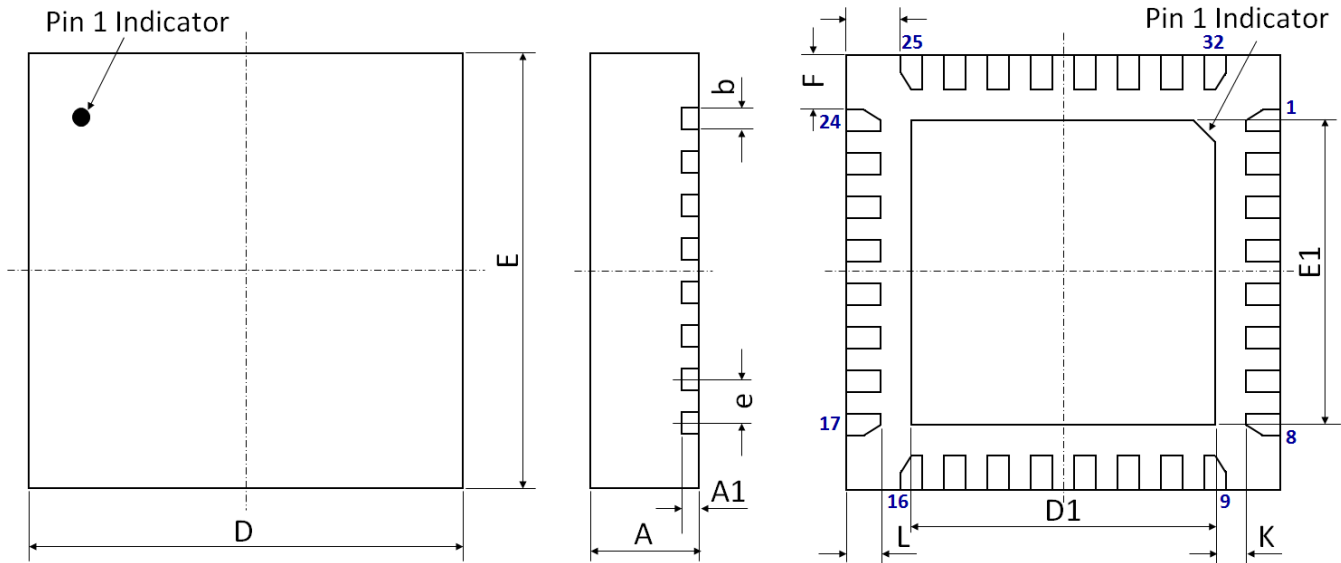 Pin 1 Indicator
E
D
b
e
A1
A
Pin 1 Indicator
25
32
F
24
1
E1
17
8
16
9
D1
L
K